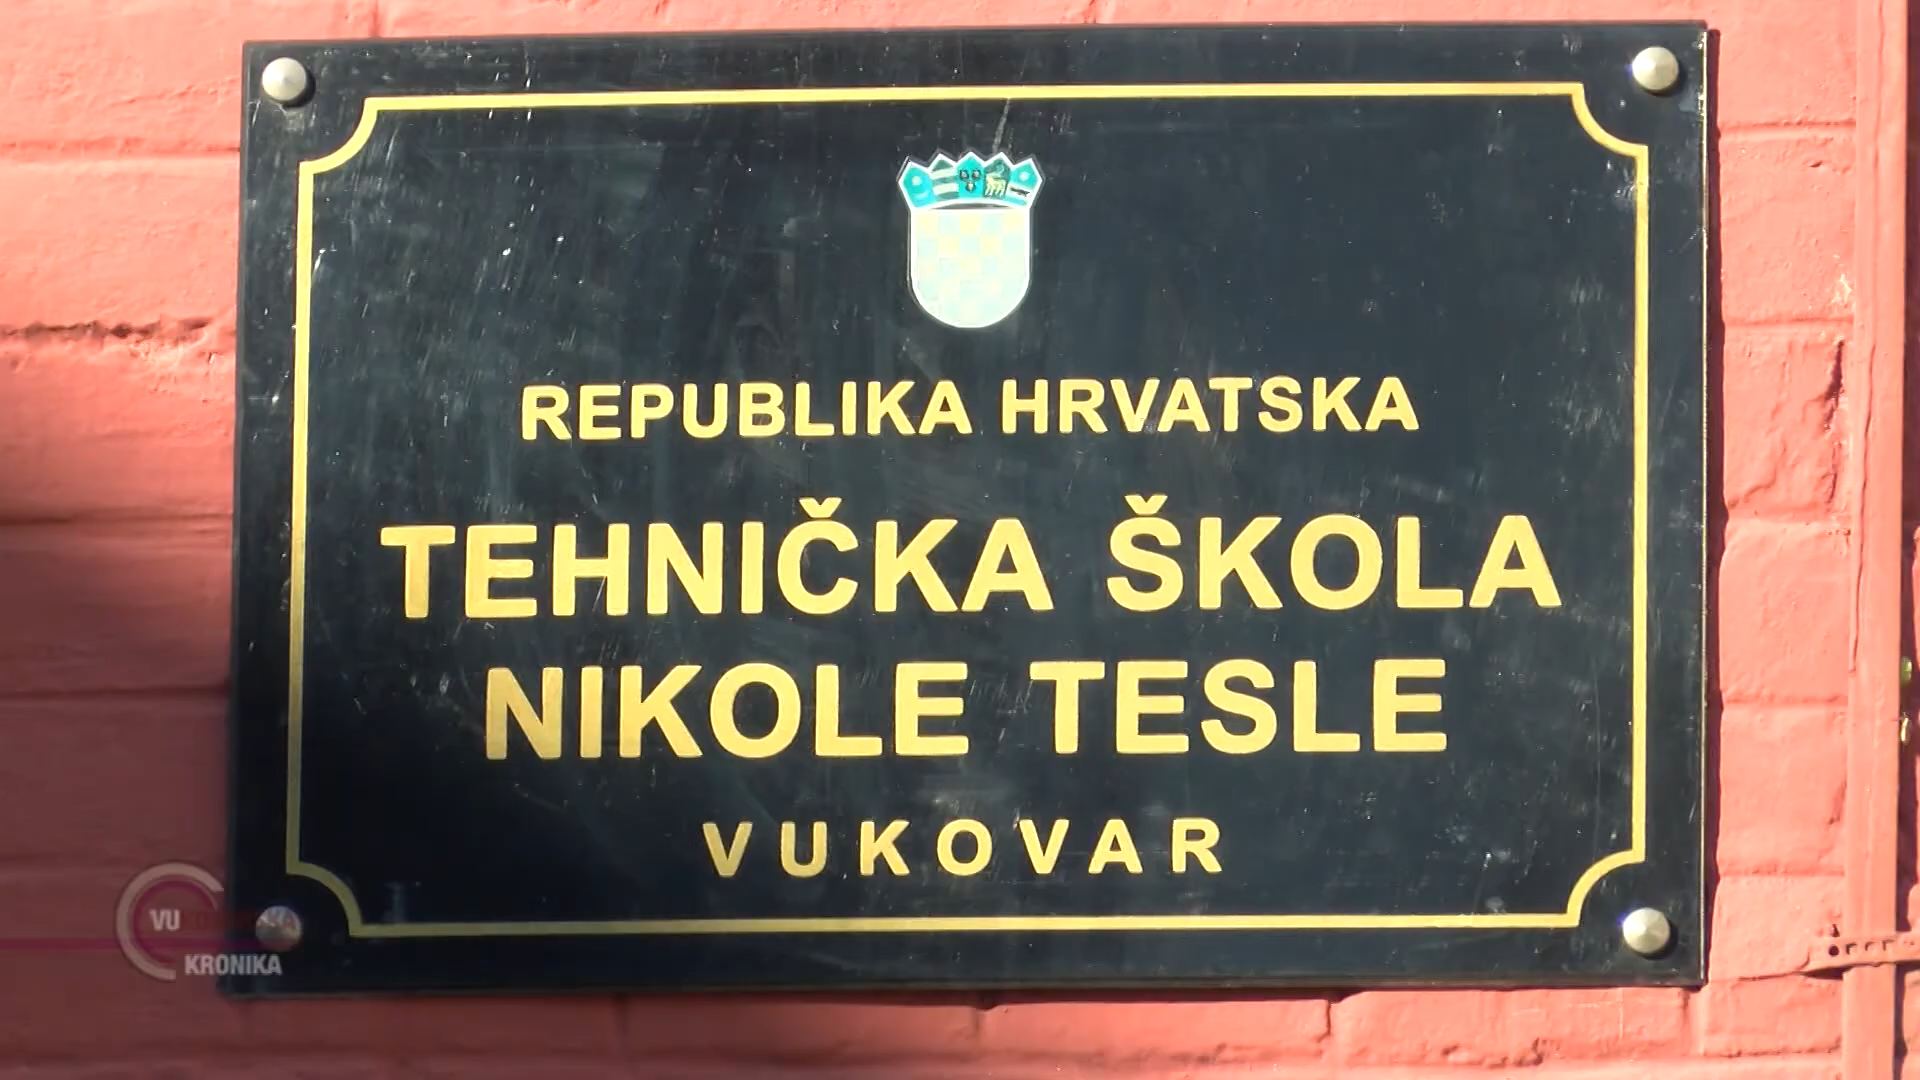 REPUBLIKA HRVATSKA
TEHNIČKA ŠKOLA
NIKOLE TESLE
VUKOVAR
KRONIKA